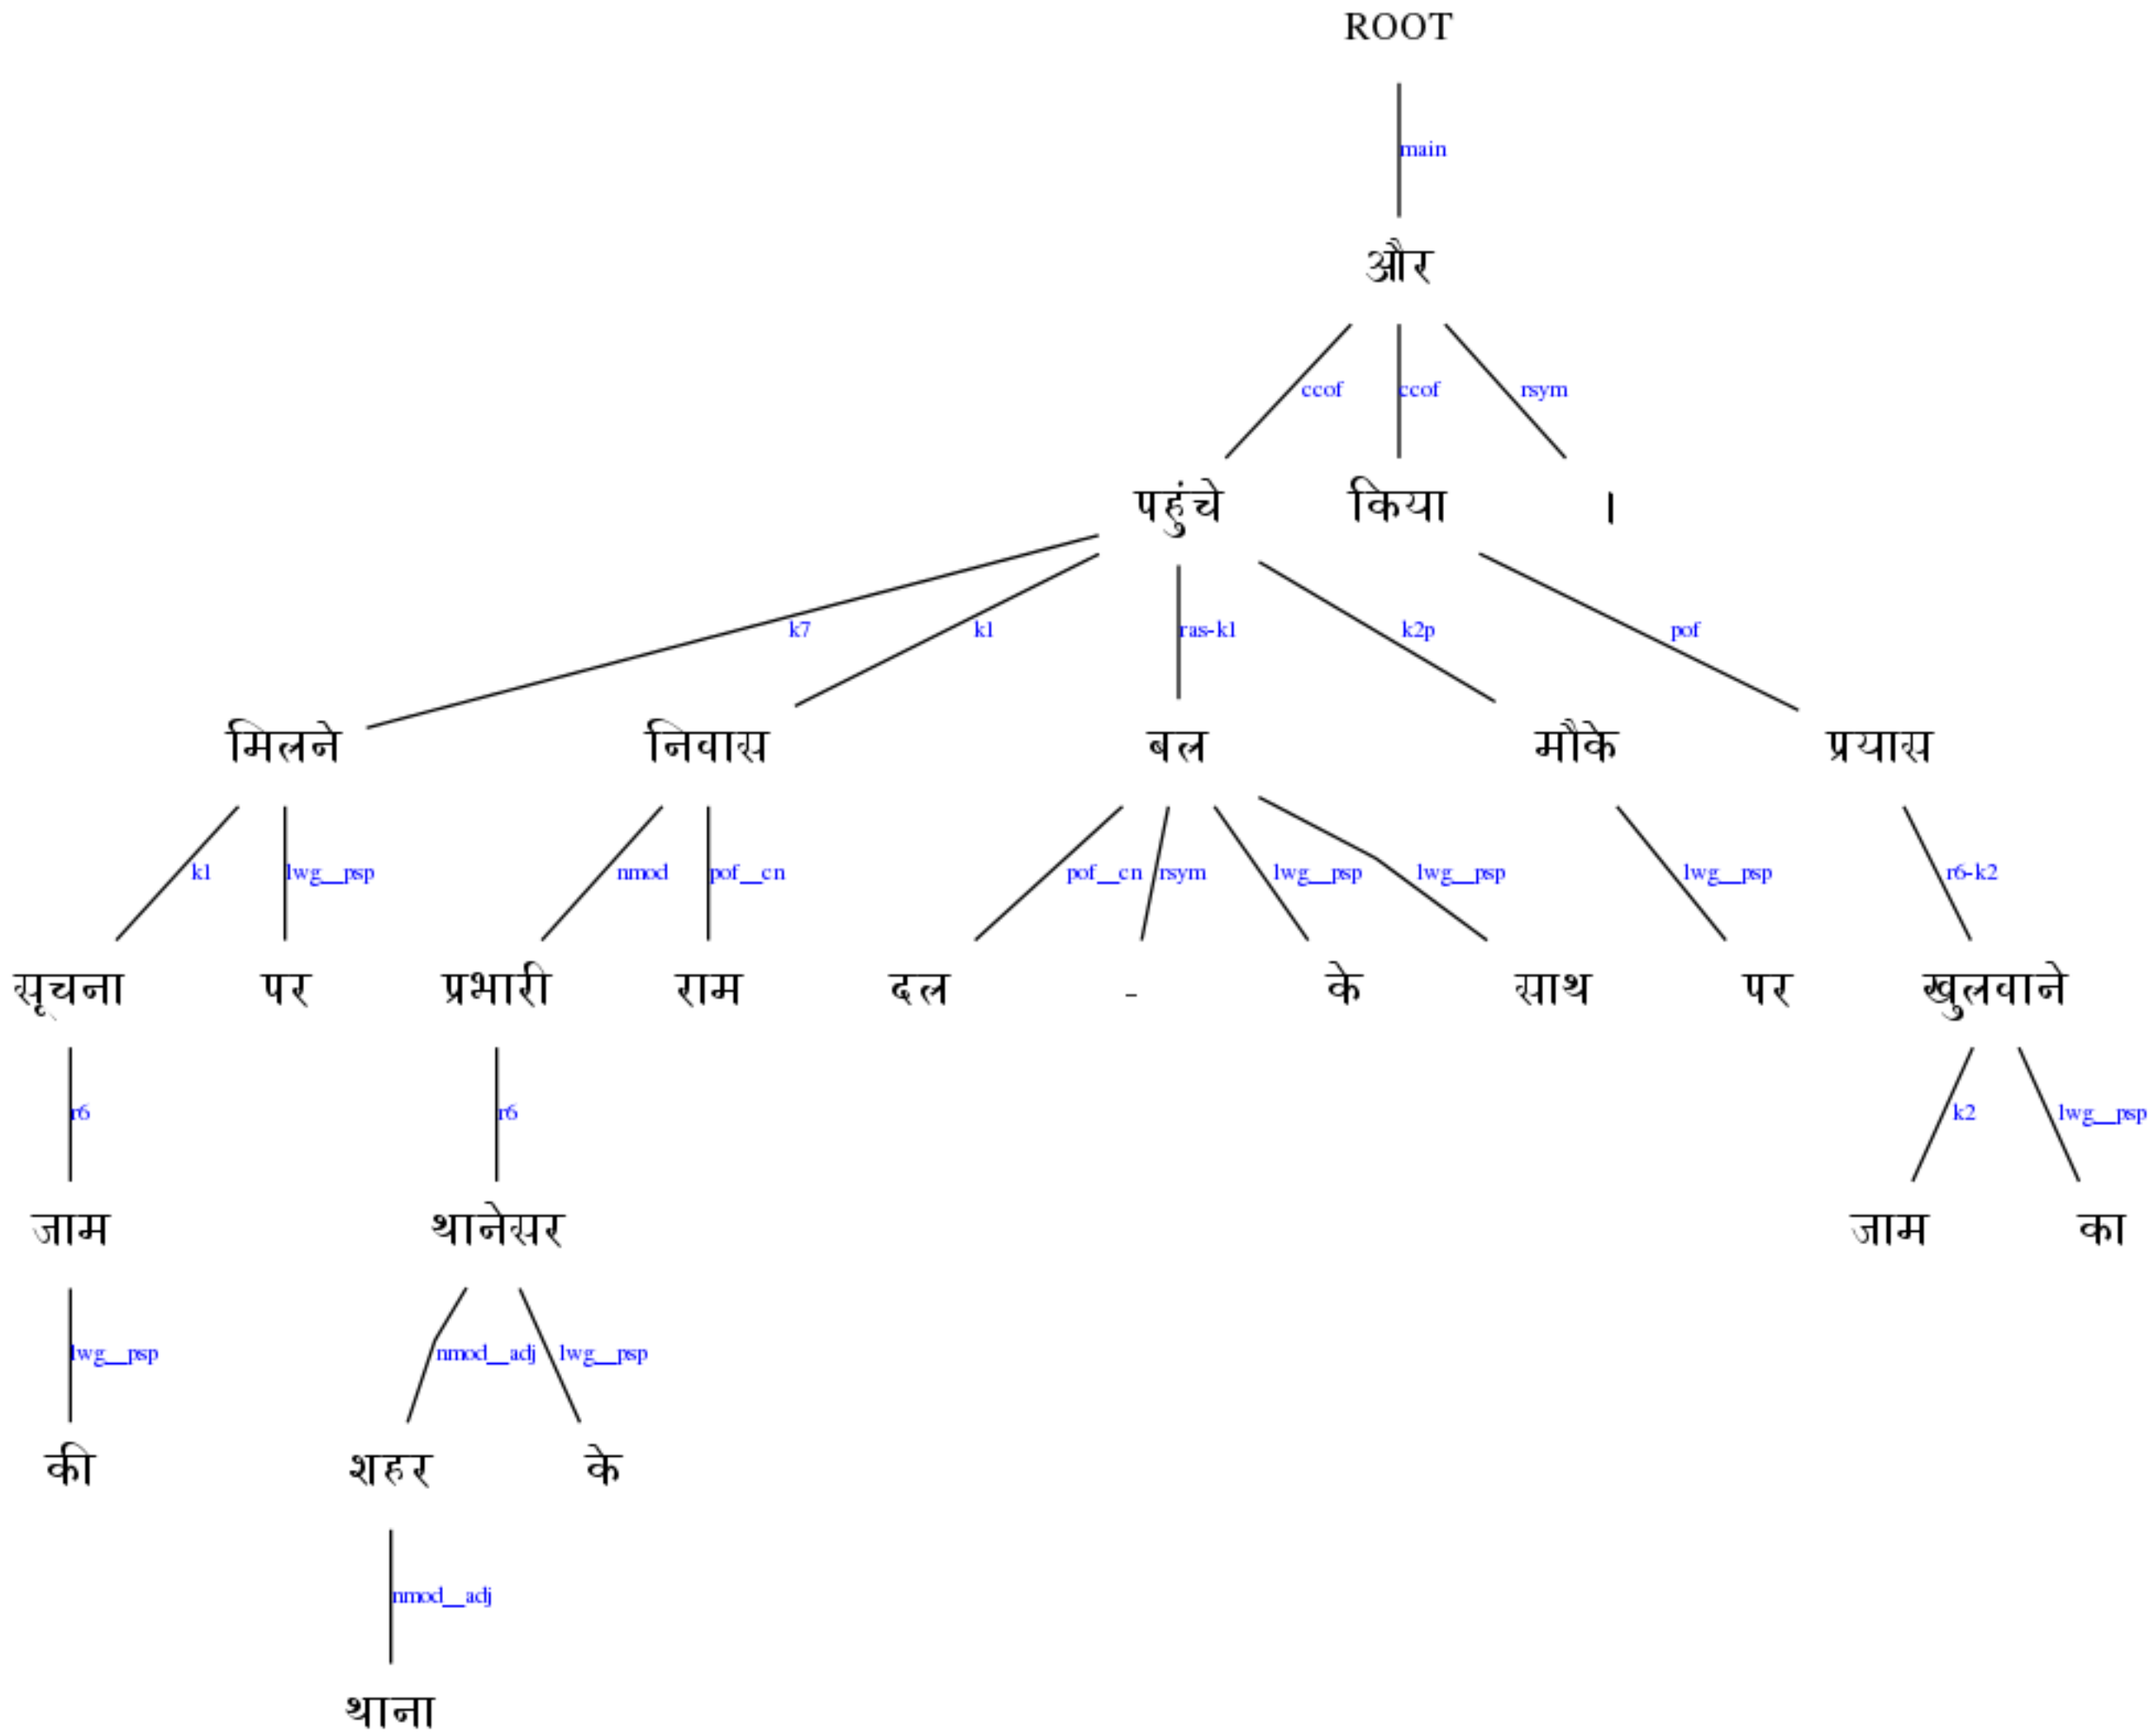 ROOT
main
और
ccof ccof rsym
पहुंचे किया ।
k7 k1 ras-k1 k2p pof
मिलने निवास बल मौके प्रयास
k1 lwg__psp nmod pof__cn pof__cn rsym lwg__psp lwg__psp lwg__psp r6-k2
सूचना पर प्रभारी राम दल - के साथ पर खुलवाने
r6 r6 k2 lwg__psp
जाम थानेसर जाम का
lwg__psp nmod__adj lwg__psp
की शहर के
nmod__adj
थाना